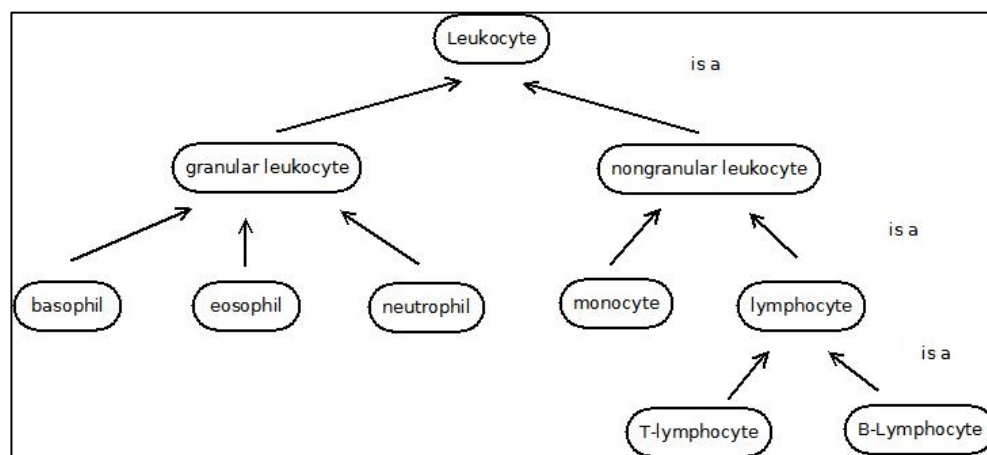 Leukocyte
is a
granular leukocyte
nongranular leukocyte
is a
basophil
eosophil
neutrophil
monocyte
lymphocyte
is a
T-lymphocyte
B-Lymphocyte